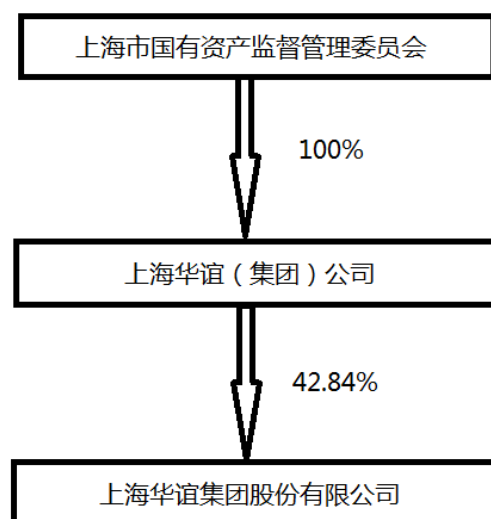 上海市国有资产监督管理委员会
100%
上海华谊（集团）公司
42.84%
上海华谊集团股份有限公司